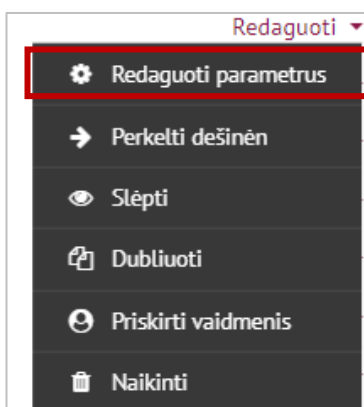 Redaguoti
Redaguoti parametrus
Perkelti dešinėn
Slėpti
Dubliuoti
Priskirti vaidmenis
Naikinti